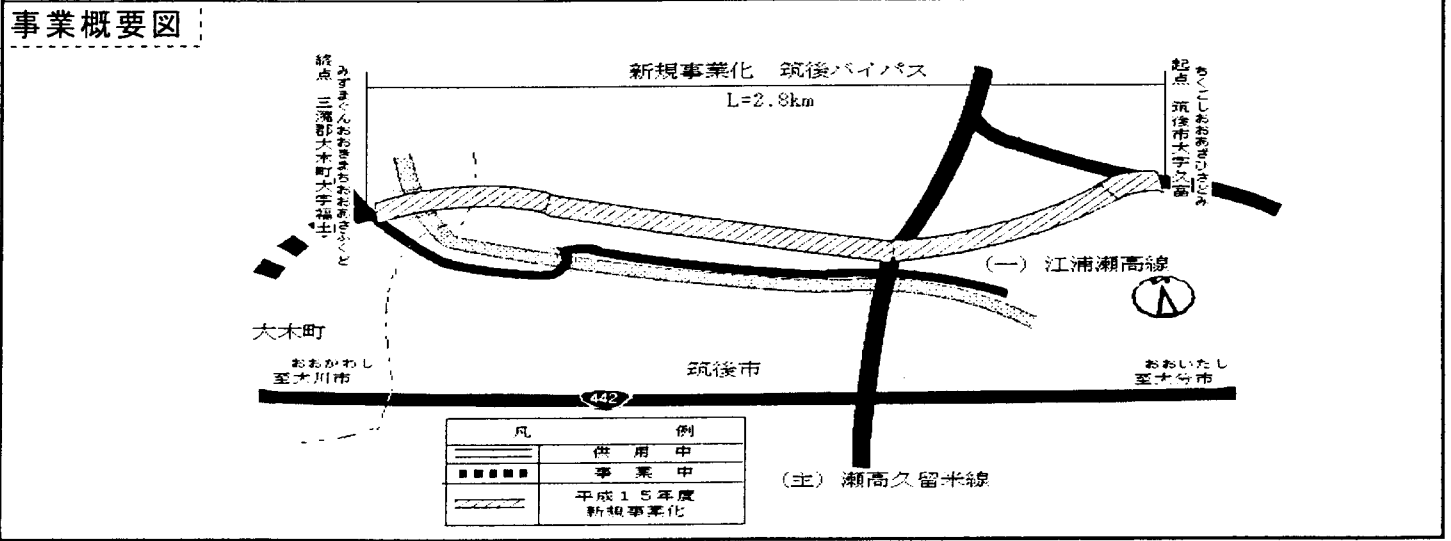 事業概要図
新規事業化 筑後バイパス
L=2.8km
終点 三潴郡大木町大字福土
みずまぐんおおきまちおおあざふくど
起点 筑後市大字久富
ちくごしおおあざひさどみ
(一) 江浦瀬高線
大木町
おおかわし
至大川市
筑後市
おおいたし
至大分市
442
凡 例
供用中
事業中
平成15年度
新規事業化
(主) 瀬高久留米線